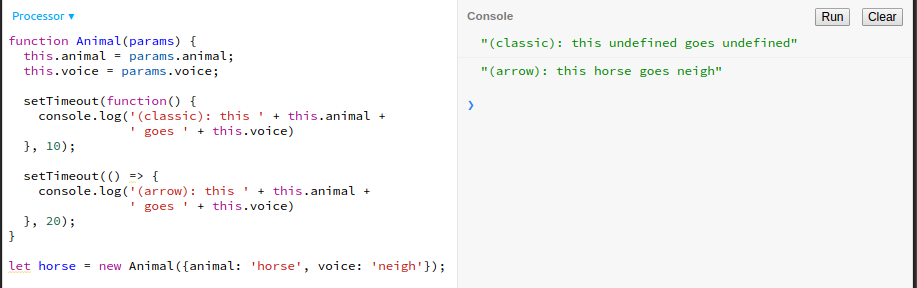 Processor ▾
function Animal(params) {
  this.animal = params.animal;
  this.voice = params.voice;

  setTimeout(function() {
    console.log('(classic): this ' + this.animal +
                ' goes ' + this.voice)
  }, 10);

  setTimeout(() => {
    console.log('(arrow): this ' + this.animal +
                ' goes ' + this.voice)
  }, 20);
}

let horse = new Animal({animal: 'horse', voice: 'neigh'});
Console Run Clear
"(classic): this undefined goes undefined"
"(arrow): this horse goes neigh"
❯